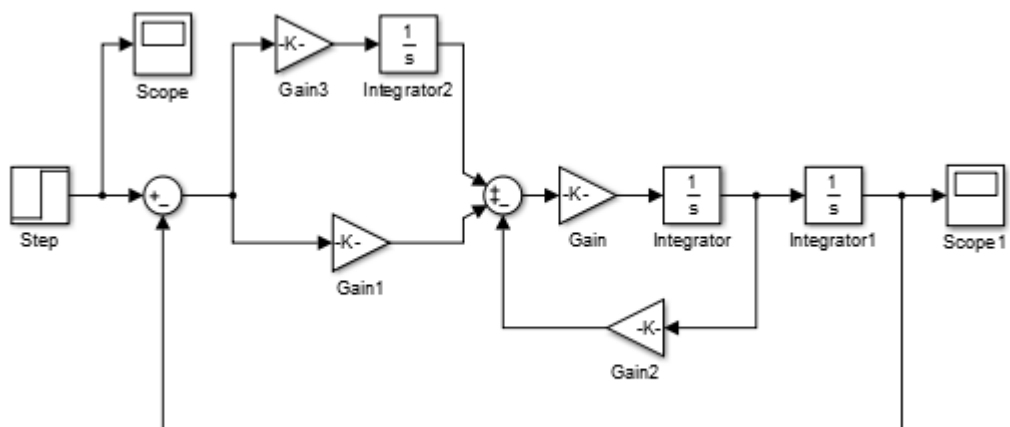 -K-
1
s
Scope
Gain3
Integrator2
+
-
+
+
-
-K-
1
s
1
s
Step
-K-
Gain
Integrator
Integrator1
Scope1
Gain1
-K-
Gain2